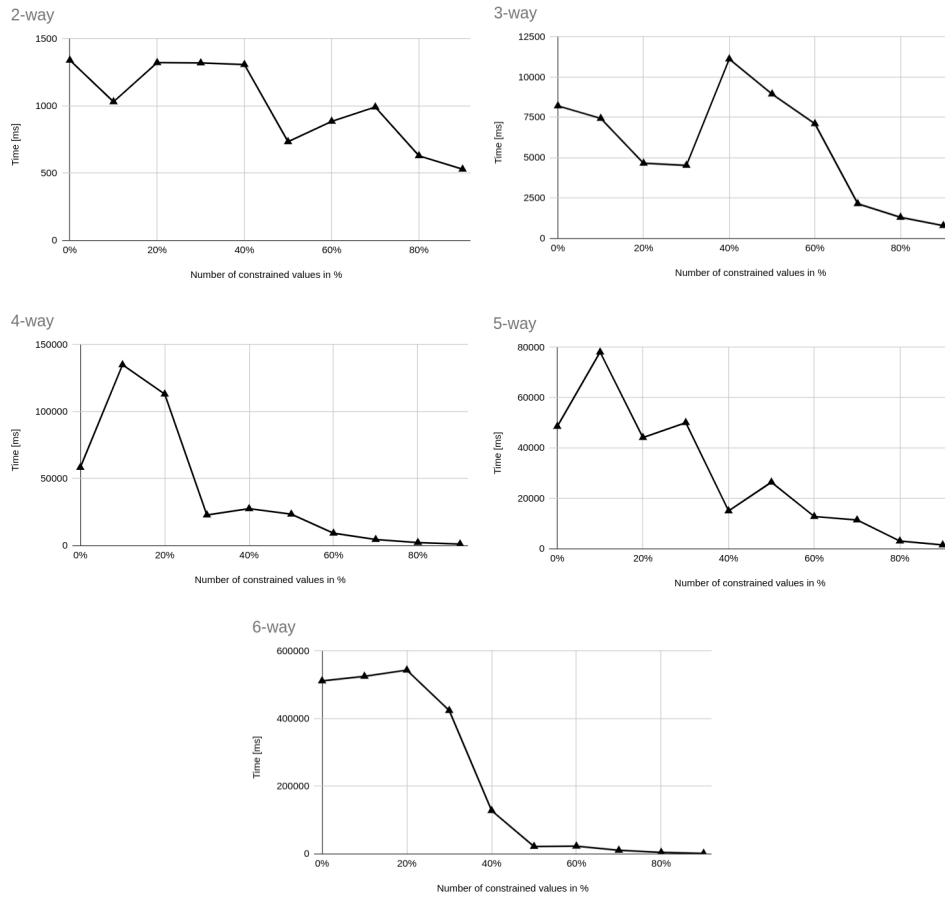 2-way
1500
1000
500
0
Time [ms]
0% 20% 40% 60% 80%
Number of constrained values in %
3-way
12500
10000
7500
5000
2500
0
Time [ms]
0% 20% 40% 60% 80%
Number of constrained values in %
4-way
150000
100000
50000
0
Time [ms]
0% 20% 40% 60% 80%
Number of constrained values in %
5-way
80000
60000
40000
20000
0
Time [ms]
0% 20% 40% 60% 80%
Number of constrained values in %
6-way
600000
400000
200000
0
Time [ms]
0% 20% 40% 60% 80%
Number of constrained values in %